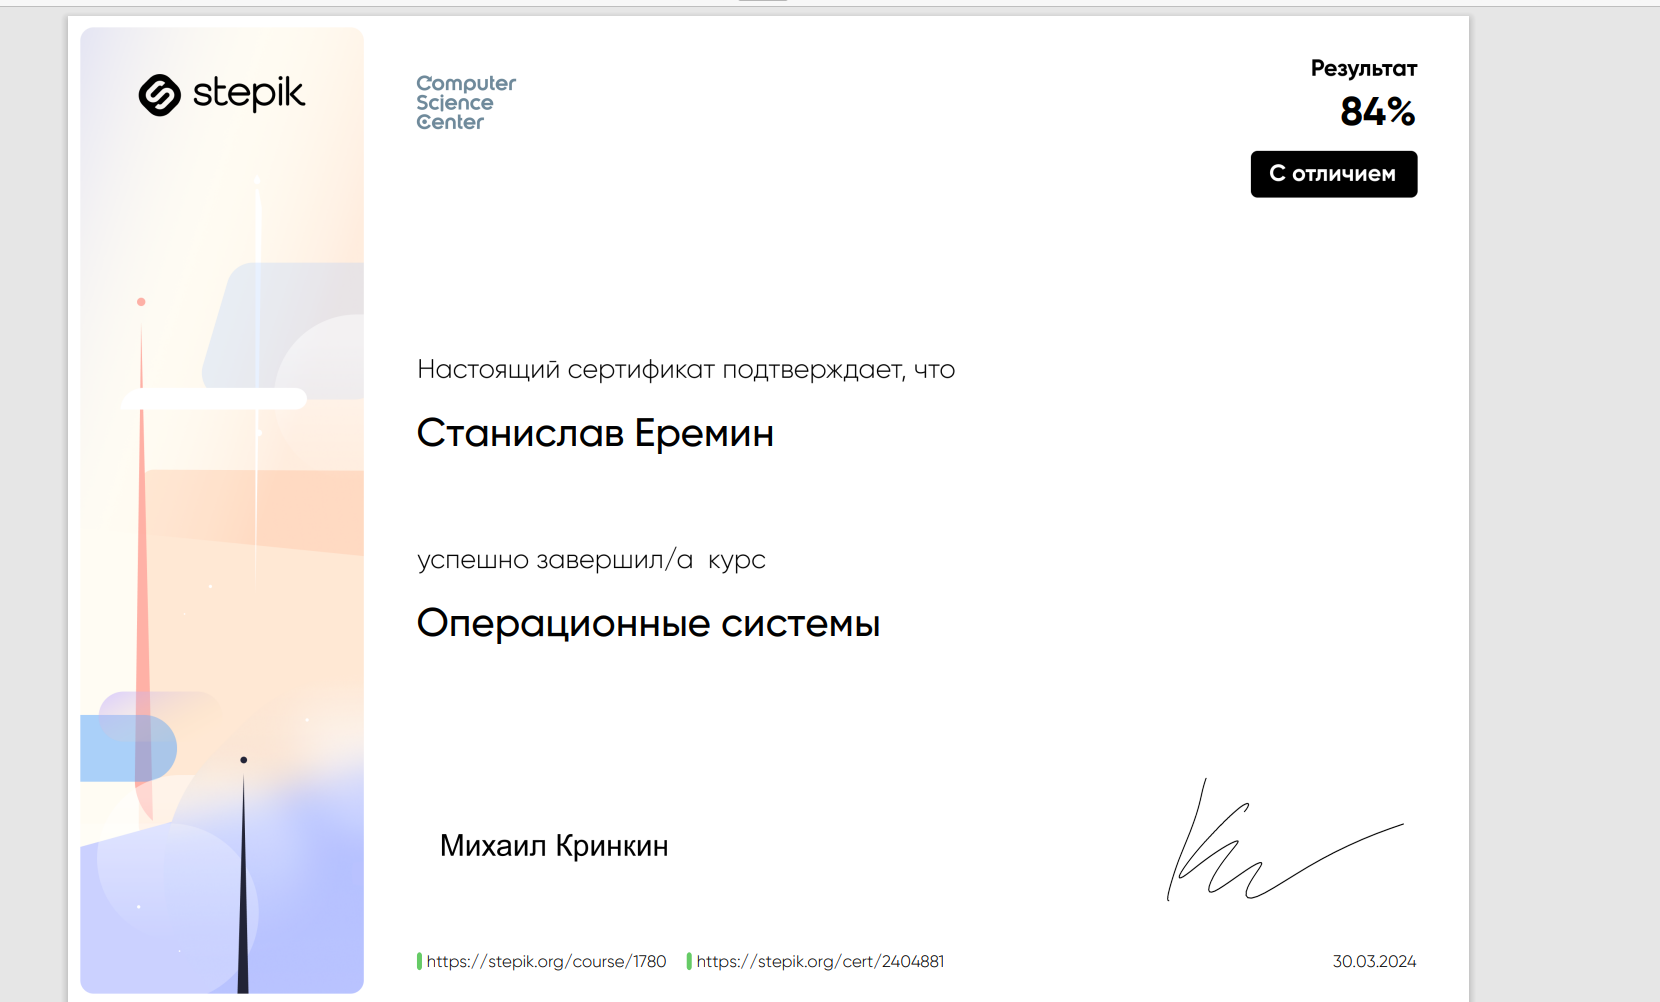 stepik
Computer
Science
Center
Результат
84%
С отличием
Настоящий сертификат подтверждает, что
Станислав Еремин
успешно завершил/а курс
Операционные системы
Михаил Кринкин
https://stepik.org/course/1780 https://stepik.org/cert/2404881
30.03.2024